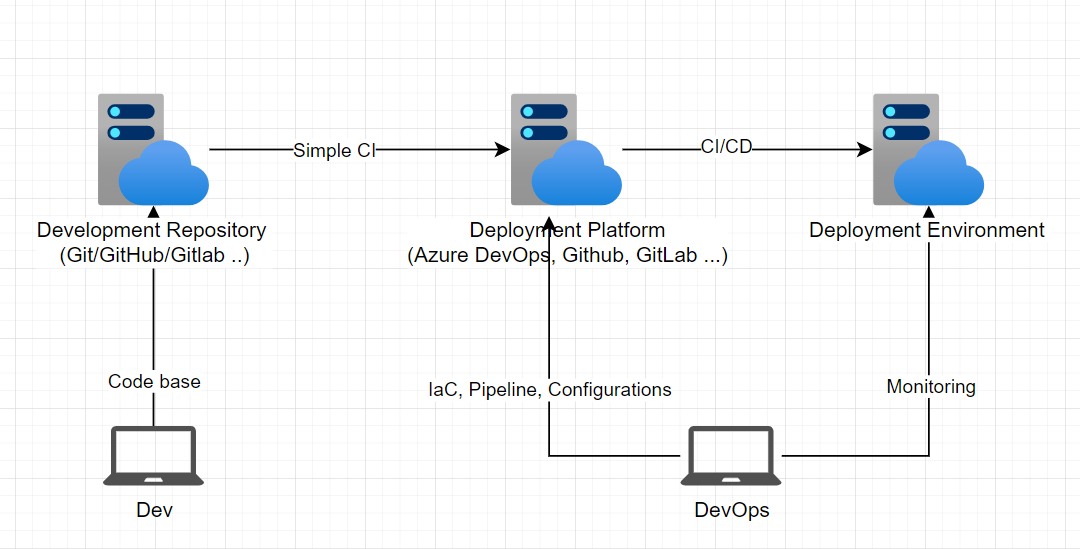 Simple CI
CI/CD
Development Repository
(Git/GitHub/Gitlab ..)
Deployment Platform
(Azure DevOps, Github, GitLab ...)
Deployment Environment
Code base
IaC, Pipeline, Configurations
Monitoring
Dev
DevOps